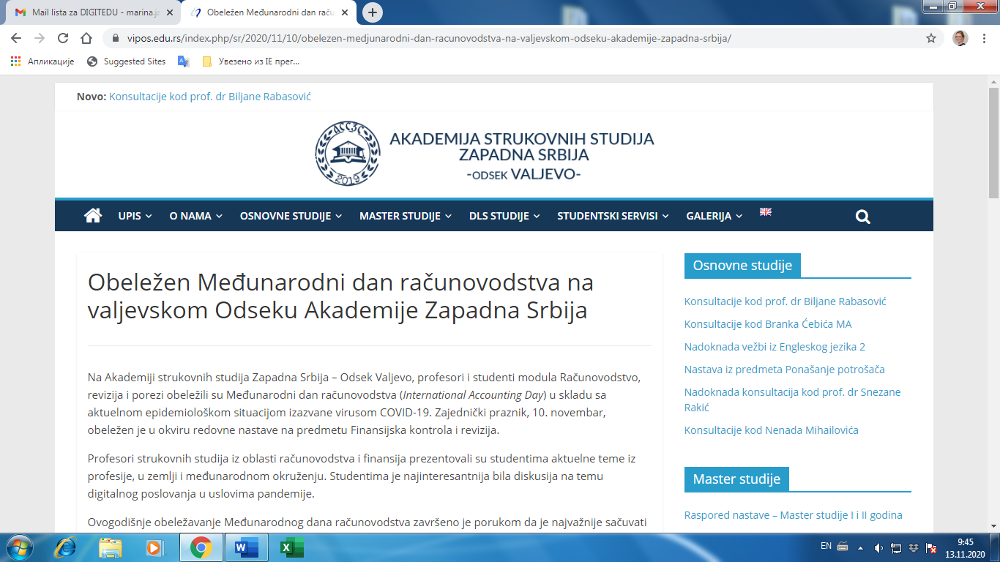 Mail lista za DIGITEDU - marina.ja
Obeležen Međunarodni dan raču
vipos.edu.rs/index.php/sr/2020/11/10/obelezen-medjunarodni-dan-racunovodstva-na-valjevskom-odseku-akademije-zapadna-srbija/
Апликације Suggested Sites Увезено из IE прег...
Novo: Konsultacije kod prof. dr Biljane Rabasović
АССЗС
2019
AKADEMIJA STRUKOVNIH STUDIJA
ZAPADNA SRBIJA
-ODSEK VALJEVO-
UPIS O NAMA OSNOVNE STUDIJE MASTER STUDIJE DLS STUDIJE STUDENTSKI SERVISI GALERIJA
Obeležen Međunarodni dan računovodstva na
valjevskom Odseku Akademije Zapadna Srbija
Na Akademiji strukovnih studija Zapadna Srbija – Odsek Valjevo, profesori i studenti modula Računovodstvo,
revizija i porezi obeležili su Međunarodni dan računovodstva (International Accounting Day) u skladu sa
aktuelnom epidemiološkom situacijom izazvane virusom COVID-19. Zajednički praznik, 10. novembar,
obeležen je u okviru redovne nastave na predmetu Finansijska kontrola i revizija.
Profesori strukovnih studija iz oblasti računovodstva i finansija prezentovali su studentima aktuelne teme iz
profesije, u zemlji i međunarodnom okruženju. Studentima je najinteresantnija bila diskusija na temu
digitalnog poslovanja u uslovima pandemije.
Ovogodišnje obeležavanje Međunarodnog dana računovodstva završeno je porukom da je najvažnije sačuvati
Osnovne studije
Konsultacije kod prof. dr Biljane Rabasović
Konsultacije kod Branka Ćebića MA
Nadoknada vežbi iz Engleskog jezika 2
Nastava iz predmeta Ponašanje potrošača
Nadoknada konsultacija kod prof. dr Snezane
Rakić
Konsultacije kod Nenada Mihailovića
Master studije
Raspored nastave – Master studije I i II godina
EN
9:45
13.11.2020